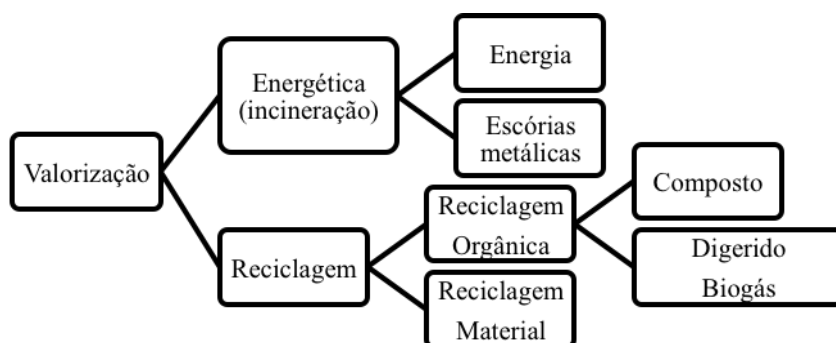 Valorização
Energética
(incineração)
Energia
Escórias
metálicas
Reciclagem
Reciclagem
Orgânica
Composto
Digerido
Biogás
Reciclagem
Material